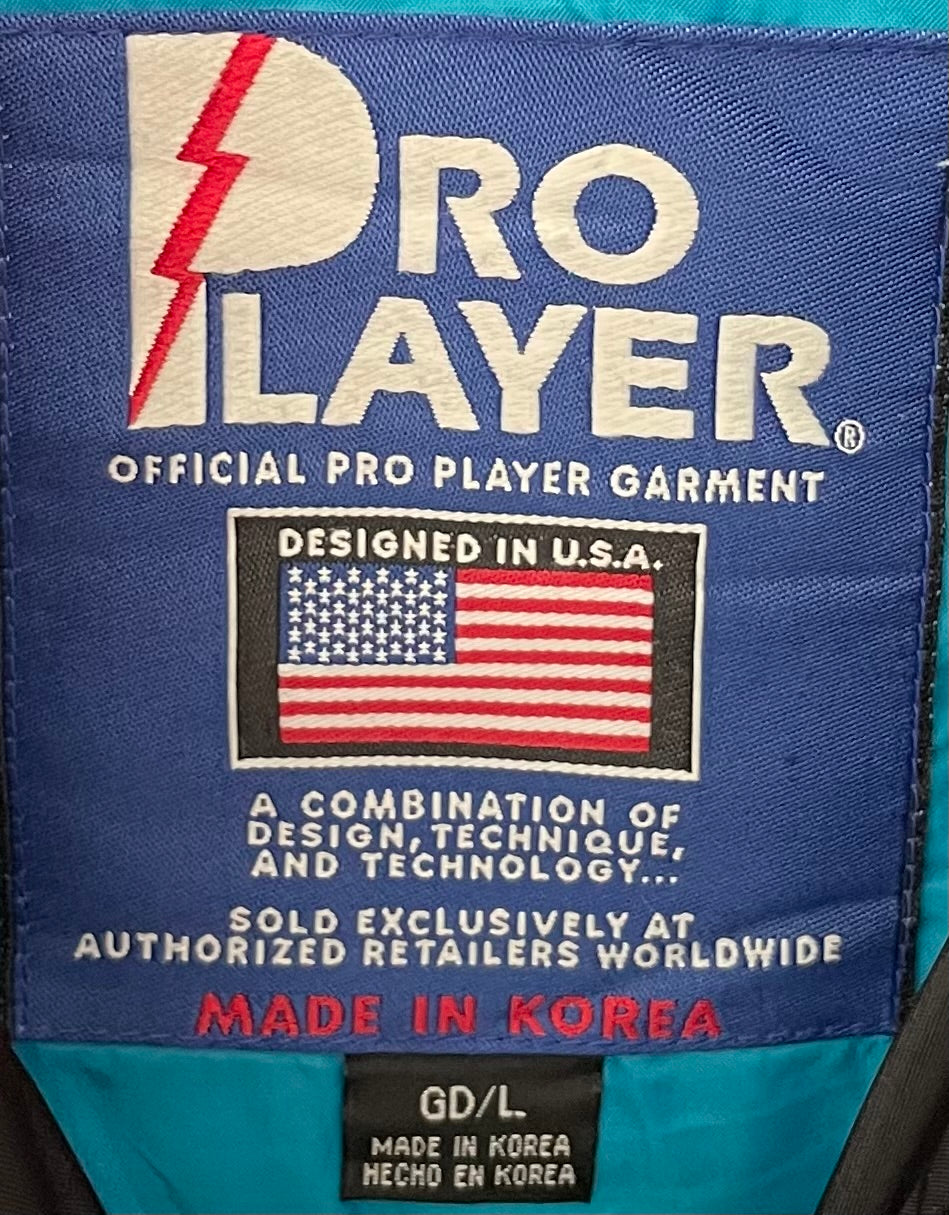 PRO
PLAYER®
OFFICIAL PRO PLAYER GARMENT
DESIGNED IN U.S.A.
A COMBINATION OF
DESIGN, TECHNIQUE,
AND TECHNOLOGY...
SOLD EXCLUSIVELY AT
AUTHORIZED RETAILERS WORLDWIDE
MADE IN KOREA
GD/L
MADE IN KOREA
HECHO EN KOREA